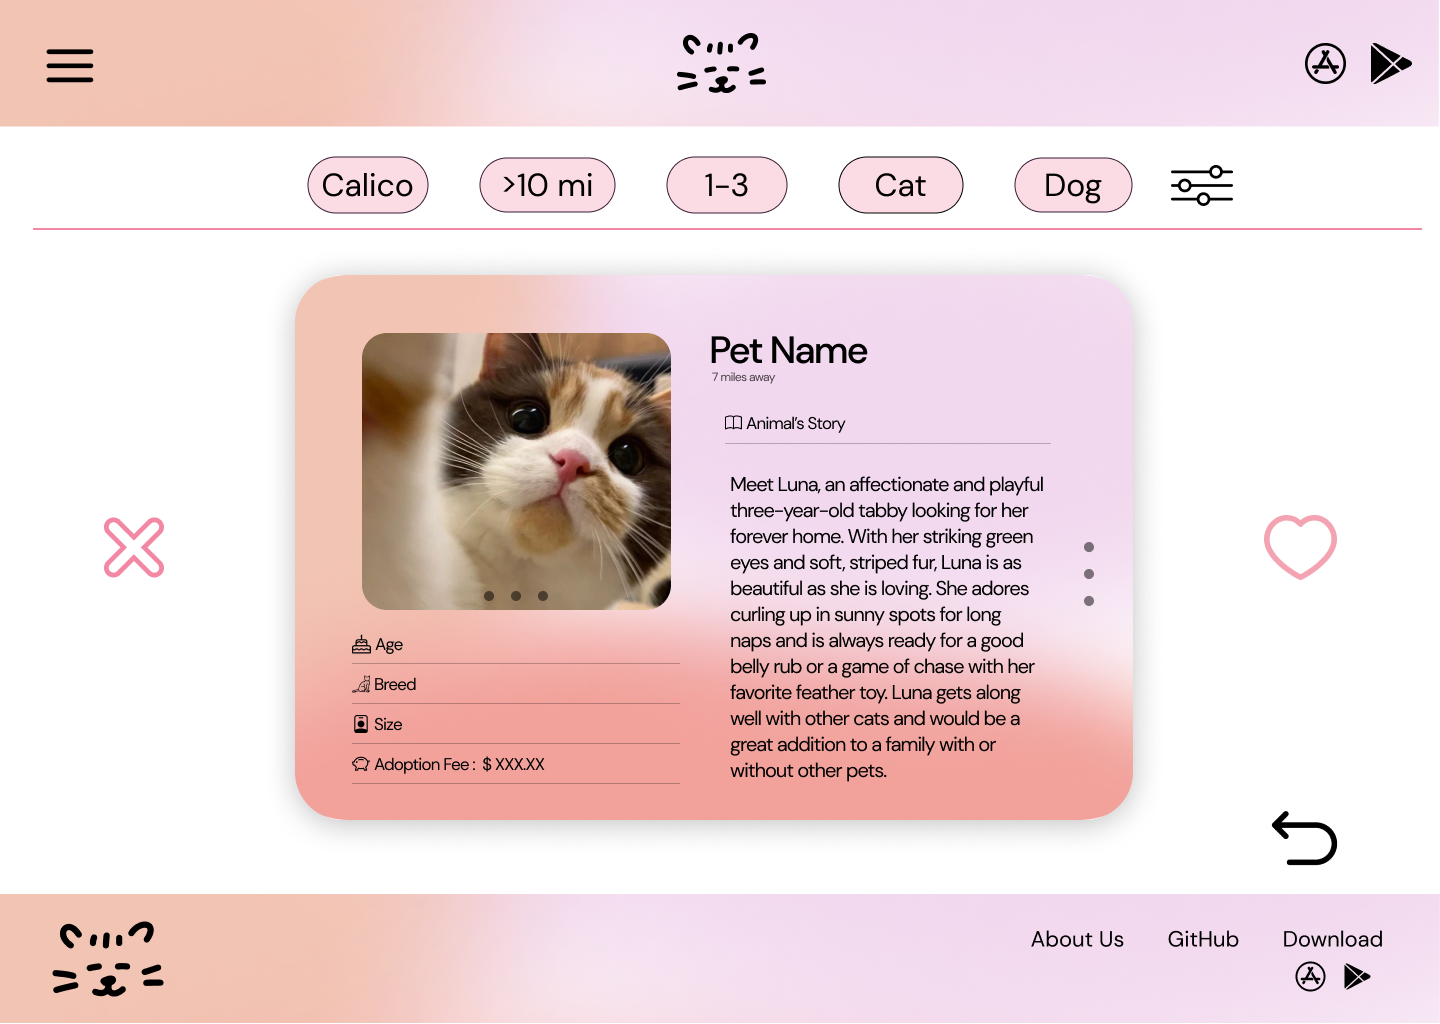 Calico
>10 mi
1-3
Cat
Dog
Pet Name
7 miles away
Animal's Story
Meet Luna, an affectionate and playful
three-year-old tabby looking for her
forever home. With her striking green
eyes and soft, striped fur, Luna is as
beautiful as she is loving. She adores
curling up in sunny spots for long
naps and is always ready for a good
belly rub or a game of chase with her
favorite feather toy. Luna gets along
well with other cats and would be a
great addition to a family with or
without other pets.
Age
Breed
Size
Adoption Fee : $ XXX.XX
About Us
GitHub
Download